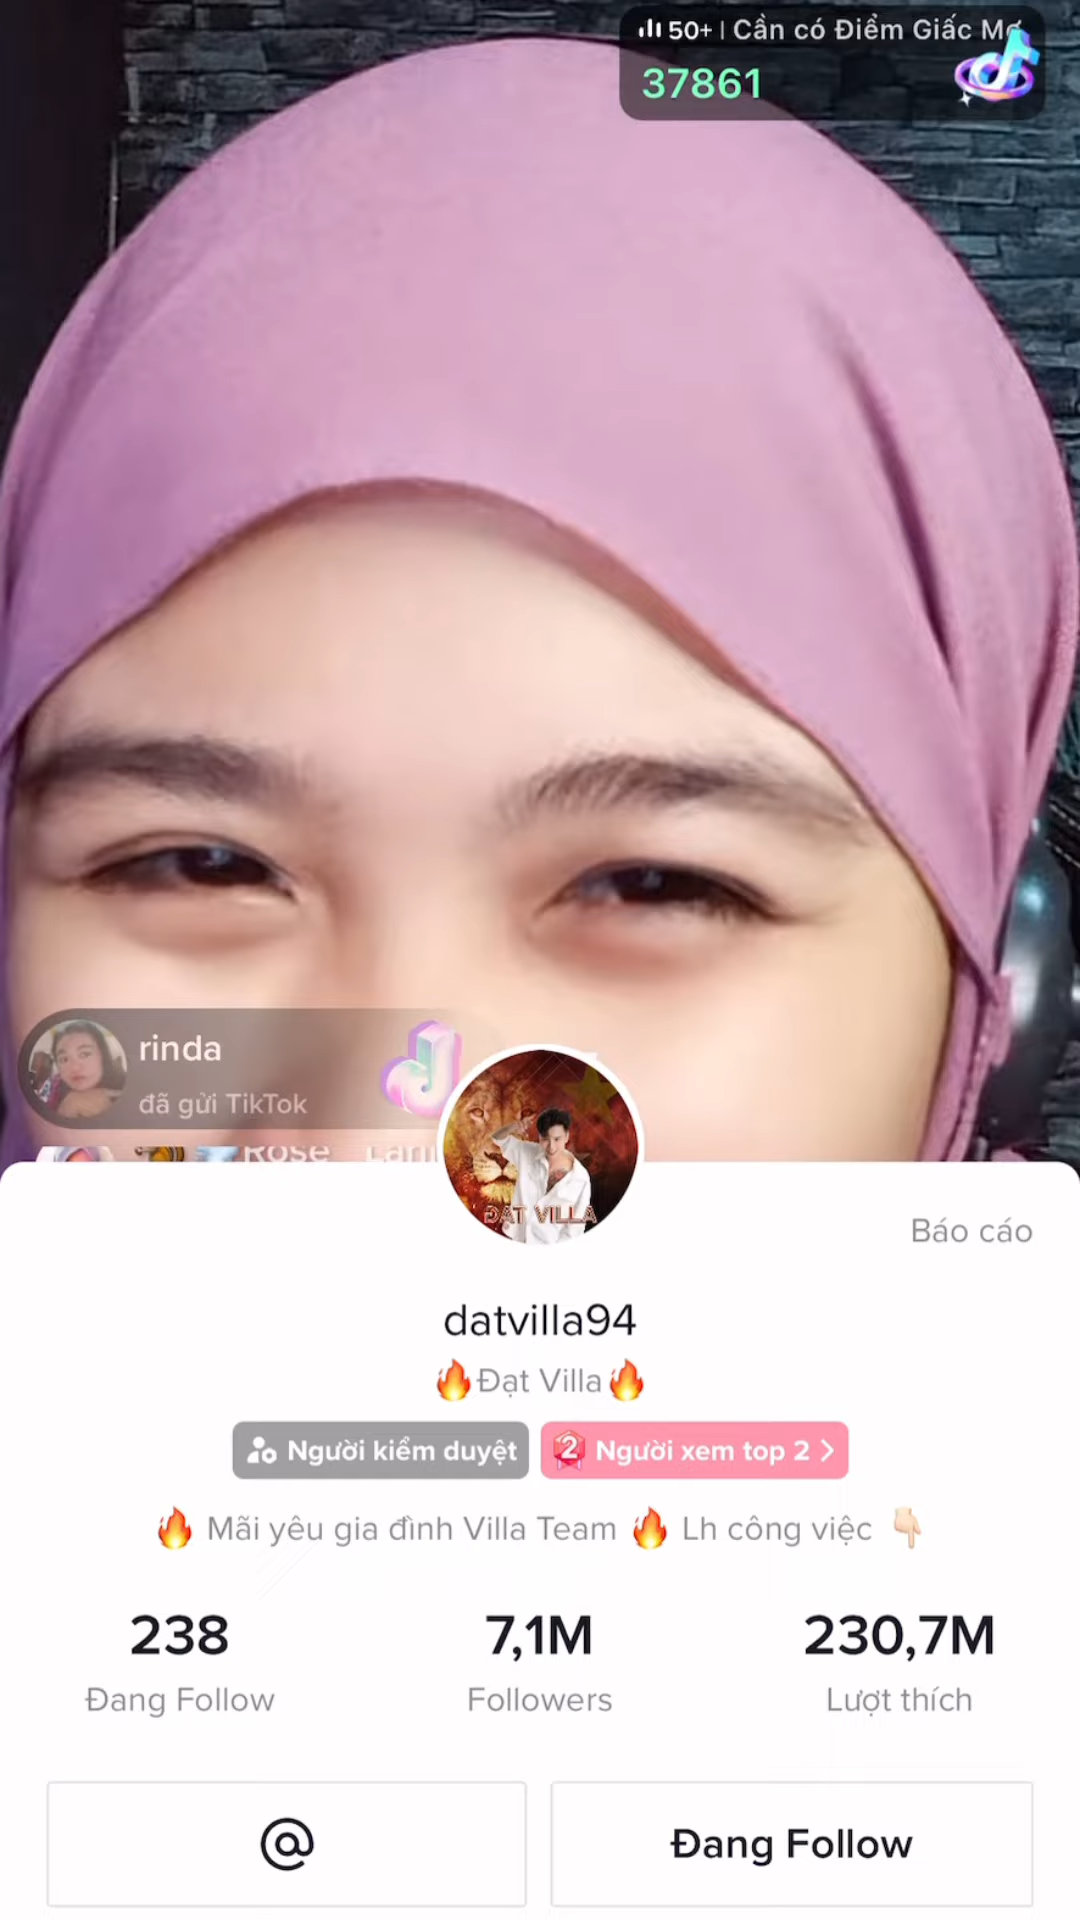 50+ | Cần có Điểm Giấc Mơ
37861
rinda
đã gửi TikTok
Rose
ĐẠT VILLA
Báo cáo
datvilla94
🔥Đạt Villa🔥
Người kiểm duyệt
2 Người xem top 2 >
🔥 Mãi yêu gia đình Villa Team 🔥 Lh công việc 👇🏻
238 7,1M 230,7M
Đang Follow Followers Lượt thích
@ Đang Follow